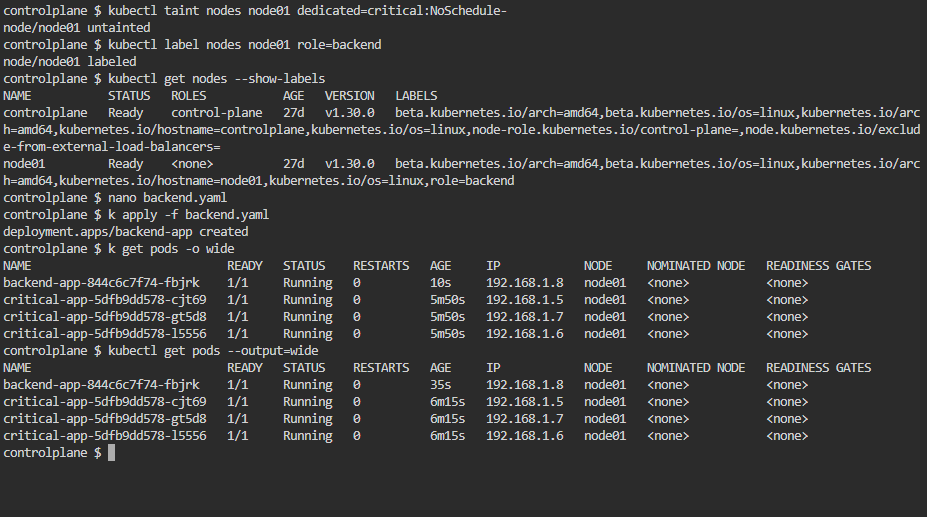 controlplane $ kubectl taint nodes node01 dedicated=critical:NoSchedule-
node/node01 untainted
controlplane $ kubectl label nodes node01 role=backend
node/node01 labeled
controlplane $ kubectl get nodes --show-labels
NAME           STATUS   ROLES           AGE   VERSION   LABELS
controlplane   Ready    control-plane   27d   v1.30.0   beta.kubernetes.io/arch=amd64,beta.kubernetes.io/os=linux,kubernetes.io/arc
h=amd64,kubernetes.io/hostname=controlplane,kubernetes.io/os=linux,node-role.kubernetes.io/control-plane=,node.kubernetes.io/exclud
e-from-external-load-balancers=
node01         Ready    <none>          27d   v1.30.0   beta.kubernetes.io/arch=amd64,beta.kubernetes.io/os=linux,kubernetes.io/arc
h=amd64,kubernetes.io/hostname=node01,kubernetes.io/os=linux,role=backend
controlplane $ nano backend.yaml
controlplane $ k apply -f backend.yaml
deployment.apps/backend-app created
controlplane $ k get pods -o wide
NAME                            READY   STATUS    RESTARTS   AGE     IP            NODE     NOMINATED NODE   READINESS GATES
backend-app-844c6c7f74-fbjrk    1/1     Running   0          10s     192.168.1.8   node01   <none>           <none>
critical-app-5dfb9dd578-cjt69   1/1     Running   0          5m50s   192.168.1.5   node01   <none>           <none>
critical-app-5dfb9dd578-gt5d8   1/1     Running   0          5m50s   192.168.1.7   node01   <none>           <none>
critical-app-5dfb9dd578-l5556   1/1     Running   0          5m50s   192.168.1.6   node01   <none>           <none>
controlplane $ kubectl get pods --output=wide
NAME                            READY   STATUS    RESTARTS   AGE     IP            NODE     NOMINATED NODE   READINESS GATES
backend-app-844c6c7f74-fbjrk    1/1     Running   0          35s     192.168.1.8   node01   <none>           <none>
critical-app-5dfb9dd578-cjt69   1/1     Running   0          6m15s   192.168.1.5   node01   <none>           <none>
critical-app-5dfb9dd578-gt5d8   1/1     Running   0          6m15s   192.168.1.7   node01   <none>           <none>
critical-app-5dfb9dd578-l5556   1/1     Running   0          6m15s   192.168.1.6   node01   <none>           <none>
controlplane $